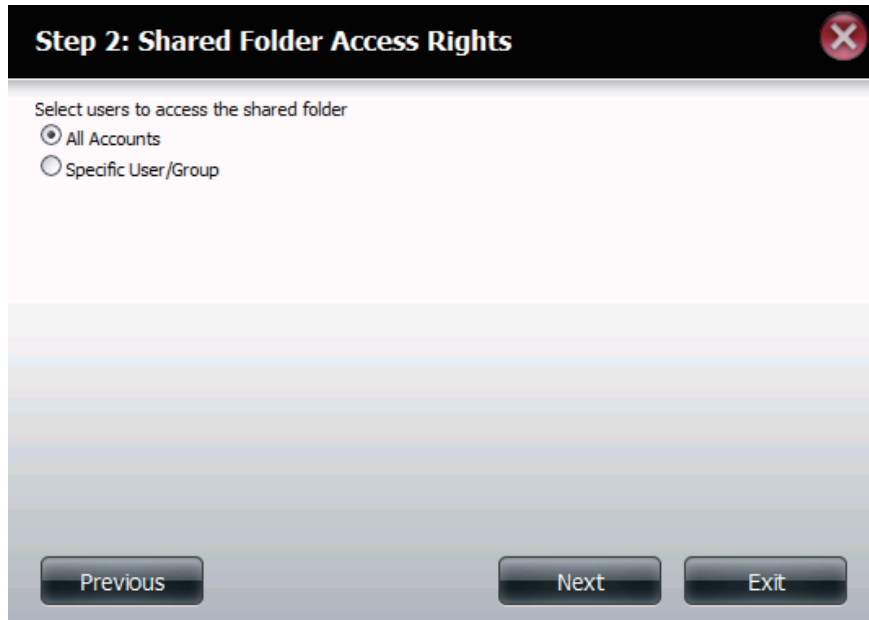 Step 2: Shared Folder Access Rights
Select users to access the shared folder
All Accounts
Specific User/Group
Previous Next Exit